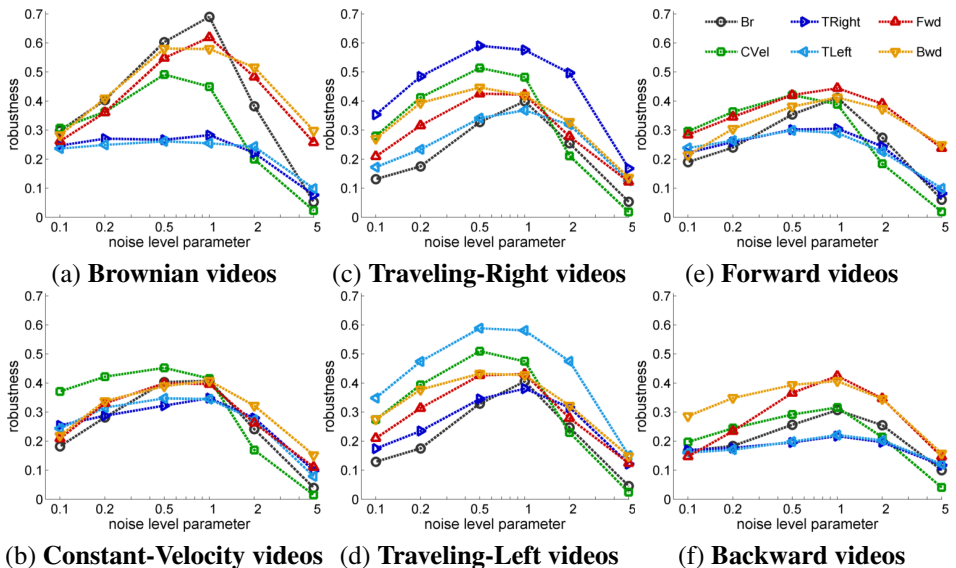 0.7
0.6
0.5
0.4
0.3
0.2
0.1
0
robustness
0.1 0.2 0.5 1 2 5
noise level parameter
(a) Brownian videos
0.7
0.6
0.5
0.4
0.3
0.2
0.1
0
robustness
0.1 0.2 0.5 1 2 5
noise level parameter
(c) Traveling-Right videos
0.7
0.6
0.5
0.4
0.3
0.2
0.1
0
robustness
Br TRight Fwd
CVel TLeft Bwd
0.1 0.2 0.5 1 2 5
noise level parameter
(e) Forward videos
0.7
0.6
0.5
0.4
0.3
0.2
0.1
0
robustness
0.1 0.2 0.5 1 2 5
noise level parameter
(b) Constant-Velocity videos
0.7
0.6
0.5
0.4
0.3
0.2
0.1
0
robustness
0.1 0.2 0.5 1 2 5
noise level parameter
(d) Traveling-Left videos
0.7
0.6
0.5
0.4
0.3
0.2
0.1
0
robustness
0.1 0.2 0.5 1 2 5
noise level parameter
(f) Backward videos